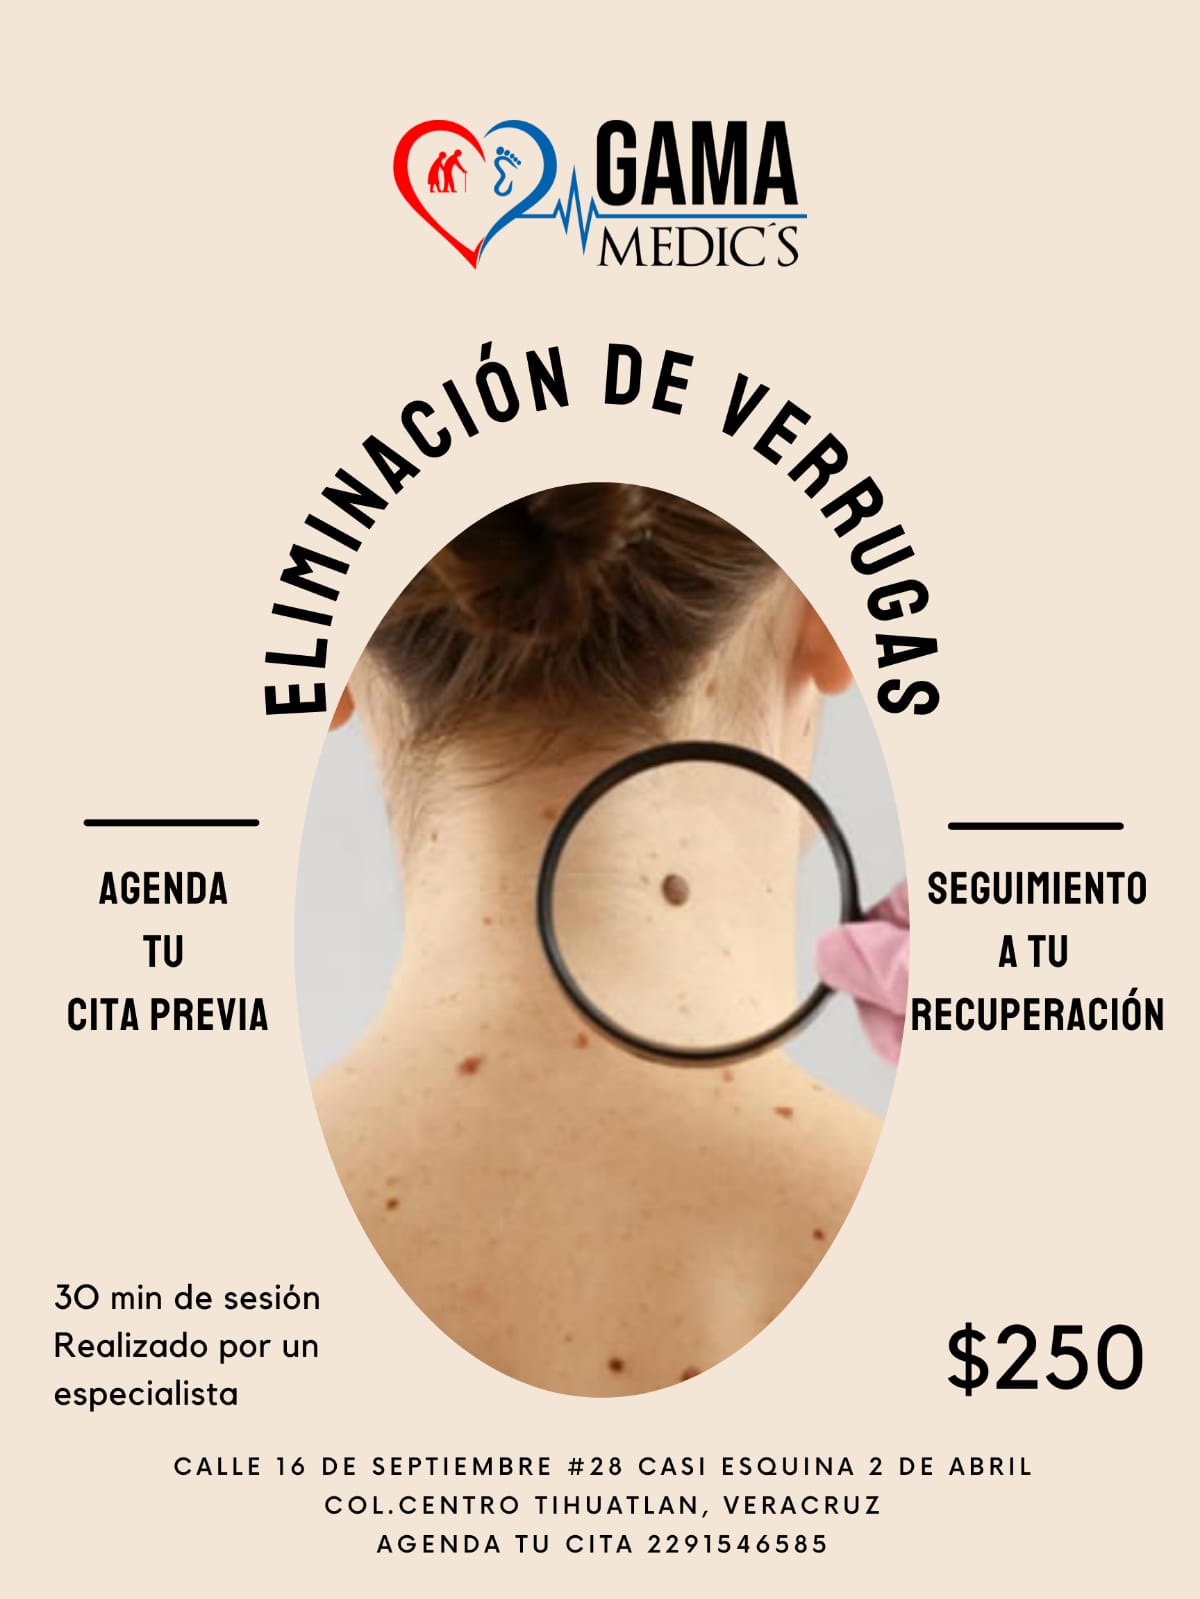 GAMA
MEDIC´S
ELIMINACIÓN DE VERRUGAS
AGENDA
TU
CITA PREVIA
SEGUIMIENTO
A TU
RECUPERACIÓN
30 min de sesión
Realizado por un
especialista
$250
CALLE 16 DE SEPTIEMBRE #28 CASI ESQUINA 2 DE ABRIL
COL.CENTRO TIHUATLAN, VERACRUZ
AGENDA TU CITA 2291546585